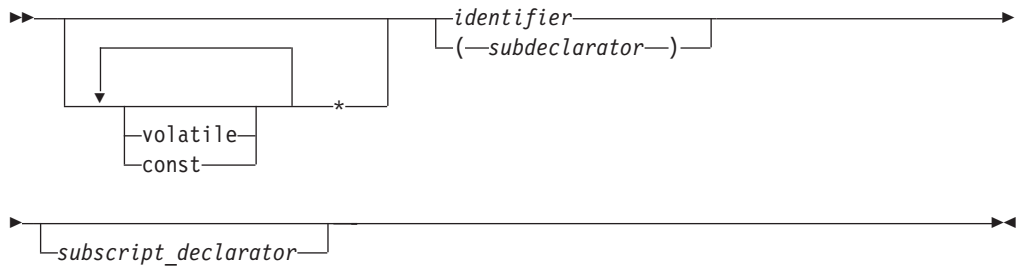 identifier
( subdeclarator )
*
volatile
const
subscript_declarator